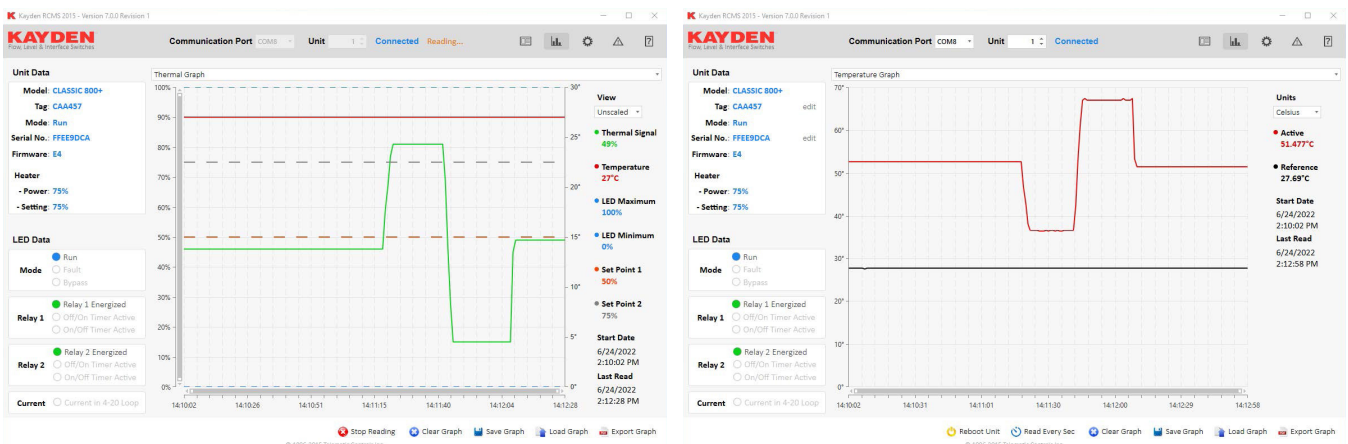 Kayden RCMS 2015 - Version 7.0.0 Revision 1
KAYDEN
Flow, Level & Interface Switches
Communication Port COM8 Unit 1 Connected Reading...
Unit Data
Model: CLASSIC 800+
Tag: CAA457
Mode: Run
Serial No.: FFEE9DCA
Firmware: E4
Heater
- Power: 75%
- Setting: 75%
LED Data
Mode
Run
Fault
Bypass
Relay 1
Relay 1 Energized
Off/On Timer Active
On/Off Timer Active
Relay 2
Relay 2 Energized
Off/On Timer Active
On/Off Timer Active
Current Current in 4-20 Loop
Thermal Graph
100%
90%
80%
70%
60%
50%
40%
30%
20%
10%
0%
30°
25°
20°
15°
10°
5°
0°
14:10:02 14:10:26 14:10:51 14:11:15 14:11:40 14:12:04 14:12:28
View
Unscaled
Thermal Signal
49%
Temperature
27°C
LED Maximum
100%
LED Minimum
0%
Set Point 1
50%
Set Point 2
75%
Start Date
6/24/2022
2:10:02 PM
Last Read
6/24/2022
2:12:28 PM
Stop Reading Clear Graph Save Graph Load Graph Export Graph
Kayden RCMS 2015 - Version 7.0.0 Revision 1
KAYDEN
Flow, Level & Interface Switches
Communication Port COM8 Unit 1 Connected
Unit Data
Model: CLASSIC 800+
Tag: CAA457 edit
Mode: Run
Serial No.: FFEE9DCA edit
Firmware: E4
Heater
- Power: 75%
- Setting: 75%
LED Data
Mode
Run
Fault
Bypass
Relay 1
Relay 1 Energized
Off/On Timer Active
On/Off Timer Active
Relay 2
Relay 2 Energized
Off/On Timer Active
On/Off Timer Active
Current Current in 4-20 Loop
Temperature Graph
70°
60°
50°
40°
30°
20°
10°
0°
14:10:02 14:10:31 14:11:01 14:11:30 14:12:00 14:12:29 14:12:58
Units
Celsius
Active
51.477°C
Reference
27.69°C
Start Date
6/24/2022
2:10:02 PM
Last Read
6/24/2022
2:12:58 PM
Reboot Unit Read Every Sec Clear Graph Save Graph Load Graph Export Graph